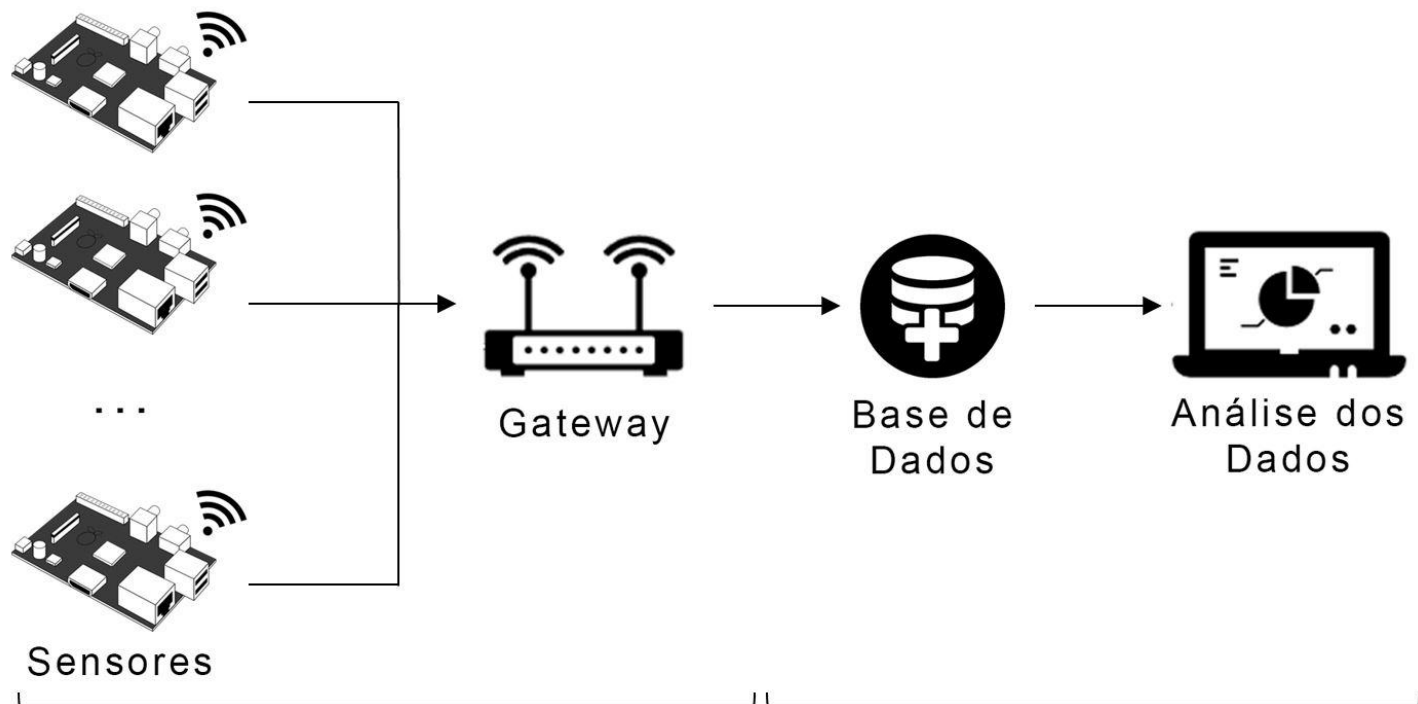 ...
Gateway
Base de
Dados
Análise dos
Dados
Sensores